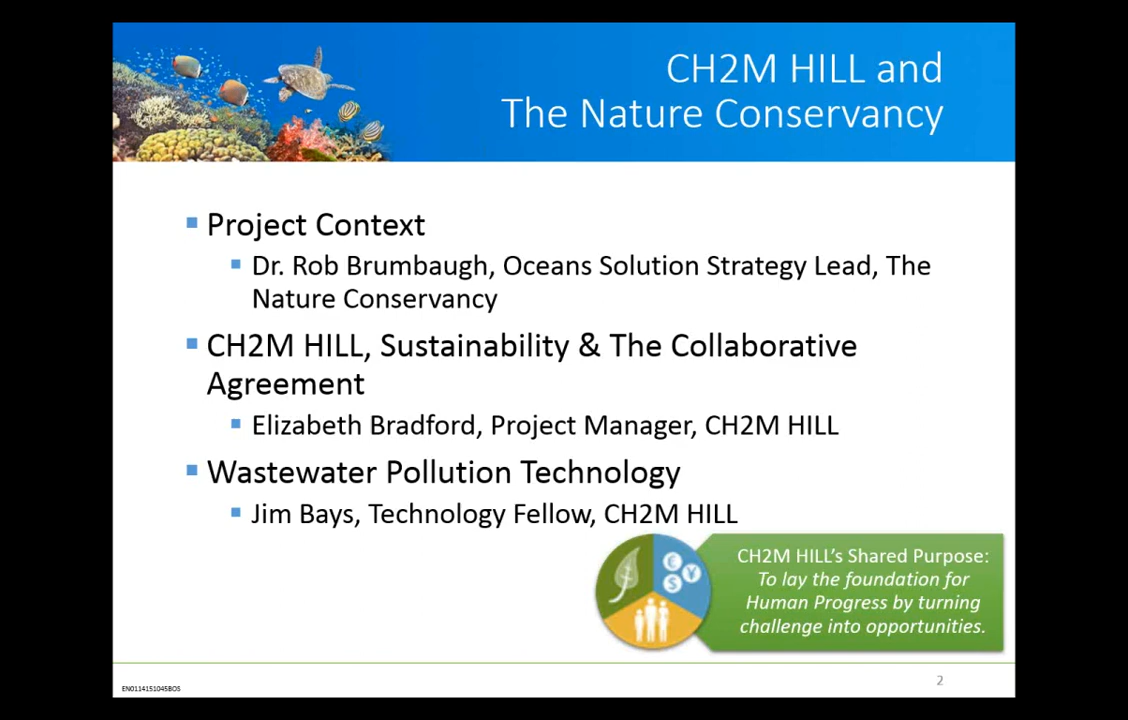 CH2M HILL and
The Nature Conservancy
Project Context
Dr. Rob Brumbaugh, Oceans Solution Strategy Lead, The
Nature Conservancy
CH2M HILL, Sustainability & The Collaborative
Agreement
Elizabeth Bradford, Project Manager, CH2M HILL
Wastewater Pollution Technology
Jim Bays, Technology Fellow, CH2M HILL
€
¥
$
CH2M HILL’s Shared Purpose:
To lay the foundation for
Human Progress by turning
challenge into opportunities.
EN0114151045BOS
2